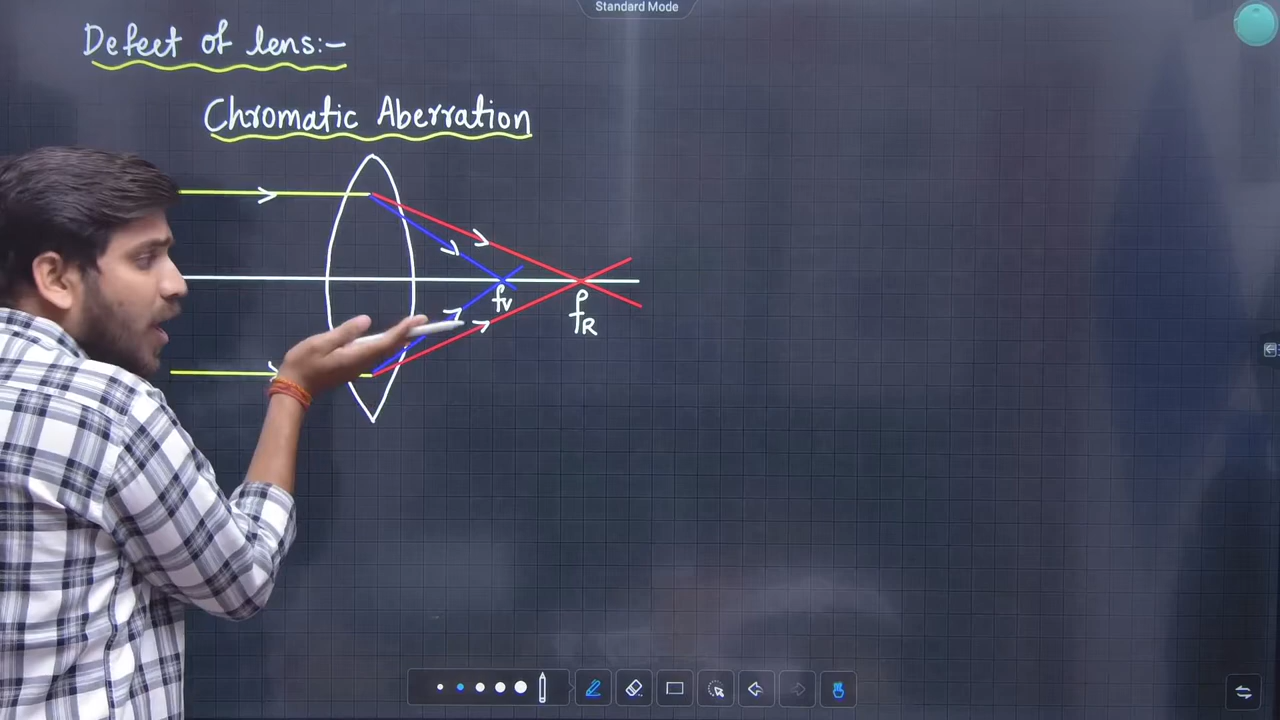 Standard Mode
Defect of lens:-
Chromatic Aberration
fv
fR